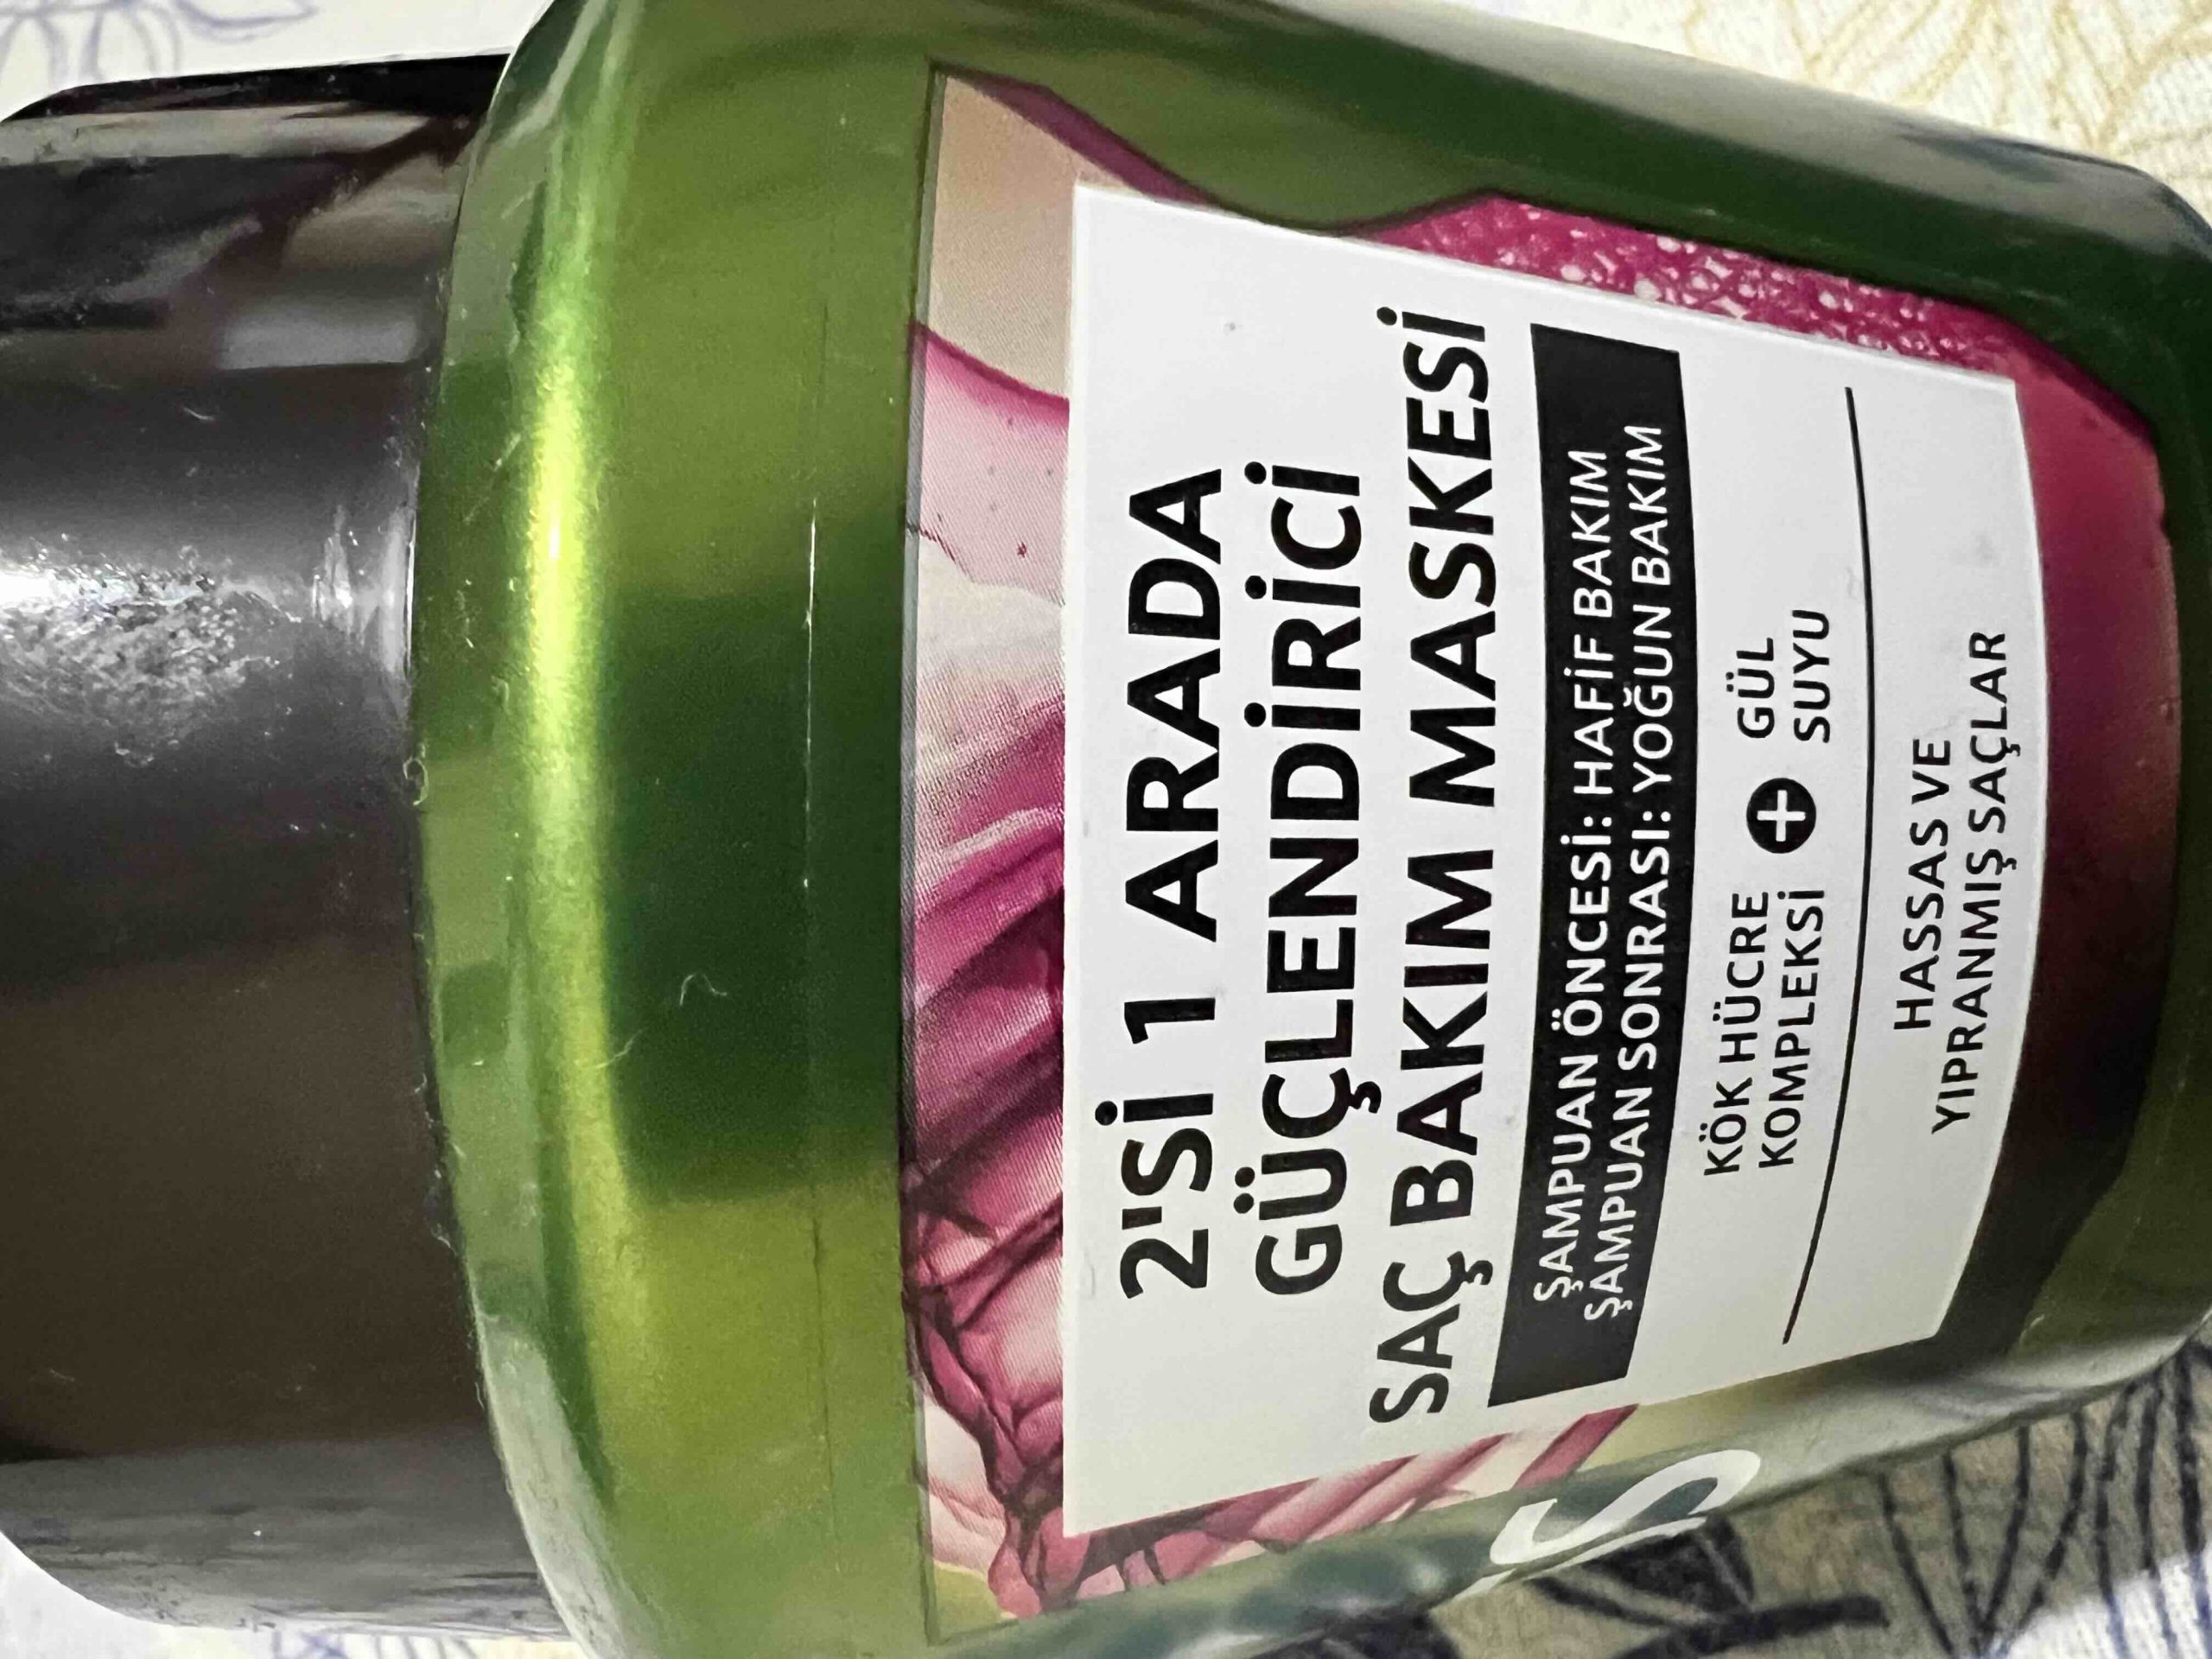 2'Sİ 1 ARADA
GÜÇLENDİRİCİ
SAÇ BAKIM MASKESİ
ŞAMPUAN ÖNCESİ: HAFİF BAKIM
ŞAMPUAN SONRASI: YOĞUN BAKIM
KÖK HÜCRE
KOMPLEKSİ
+
GÜL
SUYU
HASSAS VE
YIPRANMIŞ SAÇLAR